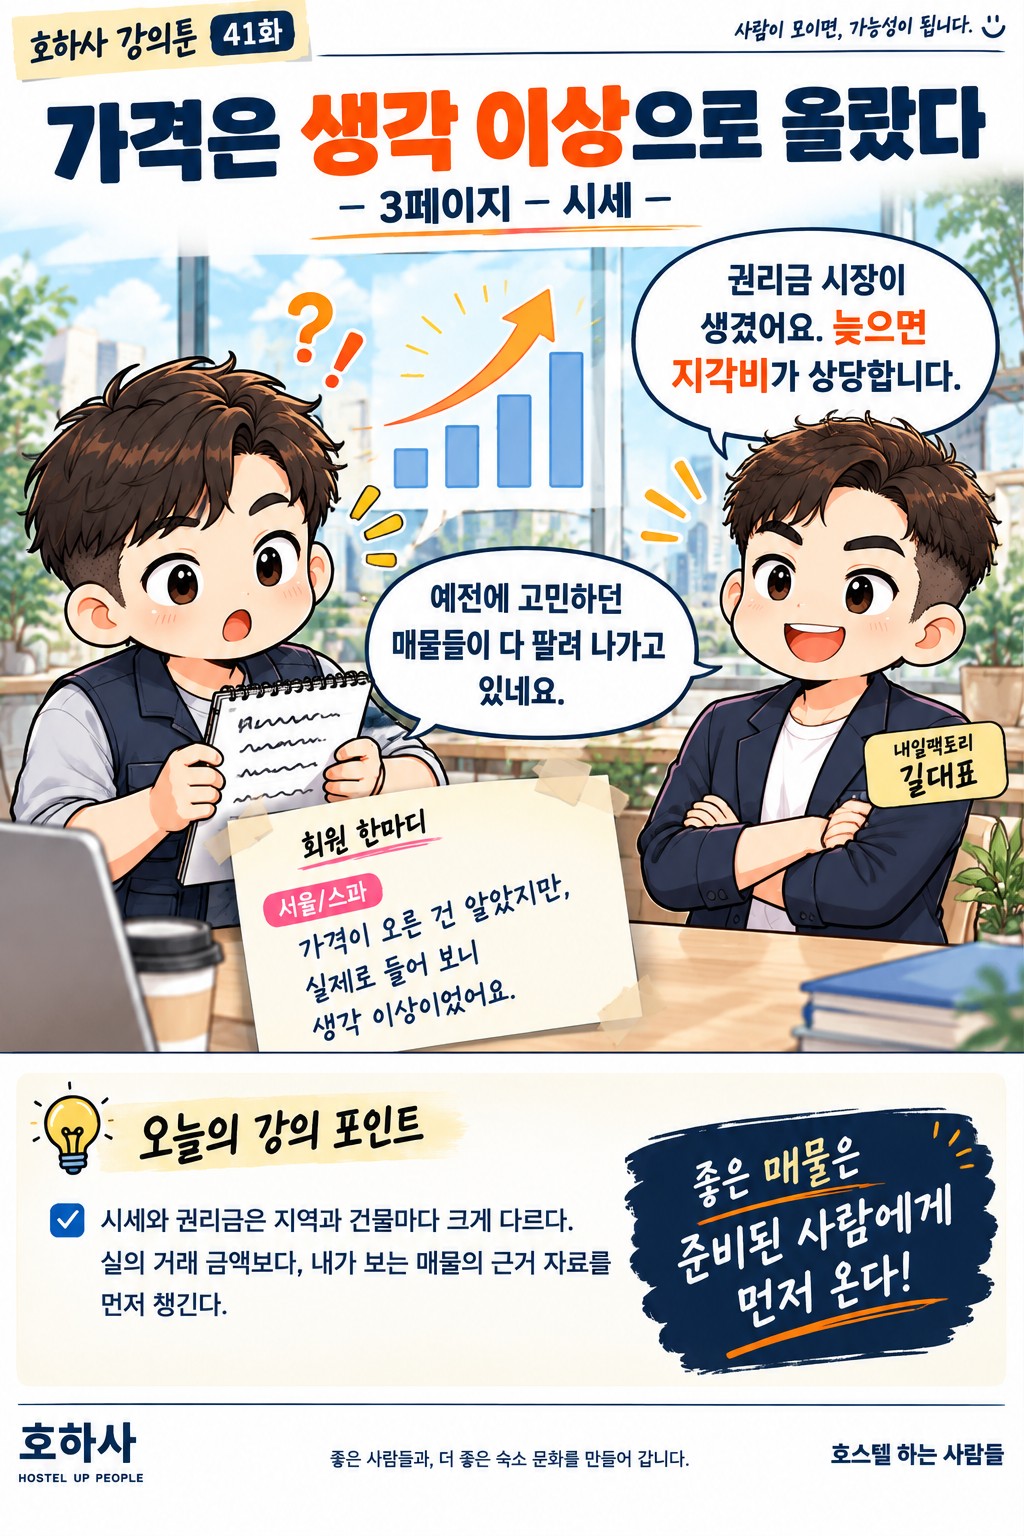 호하사 강의툰 41화
사람이 모이면, 가능성이 됩니다.
가격은 생각 이상으로 올랐다
– 3페이지 – 시세 –
권리금 시장이
생겼어요. 늦으면
지각비가 상당합니다.
?!
예전에 고민하던
매물들이 다 팔려 나가고
있네요.
내일팩토리
길대표
회원 한마디
서울/스파
가격이 오른 건 알았지만,
실제로 들어 보니
생각 이상이었어요.
오늘의 강의 포인트
시세와 권리금은 지역과 건물마다 크게 다르다.
실의 거래 금액보다, 내가 보는 매물의 근거 자료를
먼저 챙긴다.
좋은 매물은
준비된 사람에게
먼저 온다!
호하사
HOSTEL UP PEOPLE
좋은 사람들과, 더 좋은 숙소 문화를 만들어 갑니다.
호스텔 하는 사람들